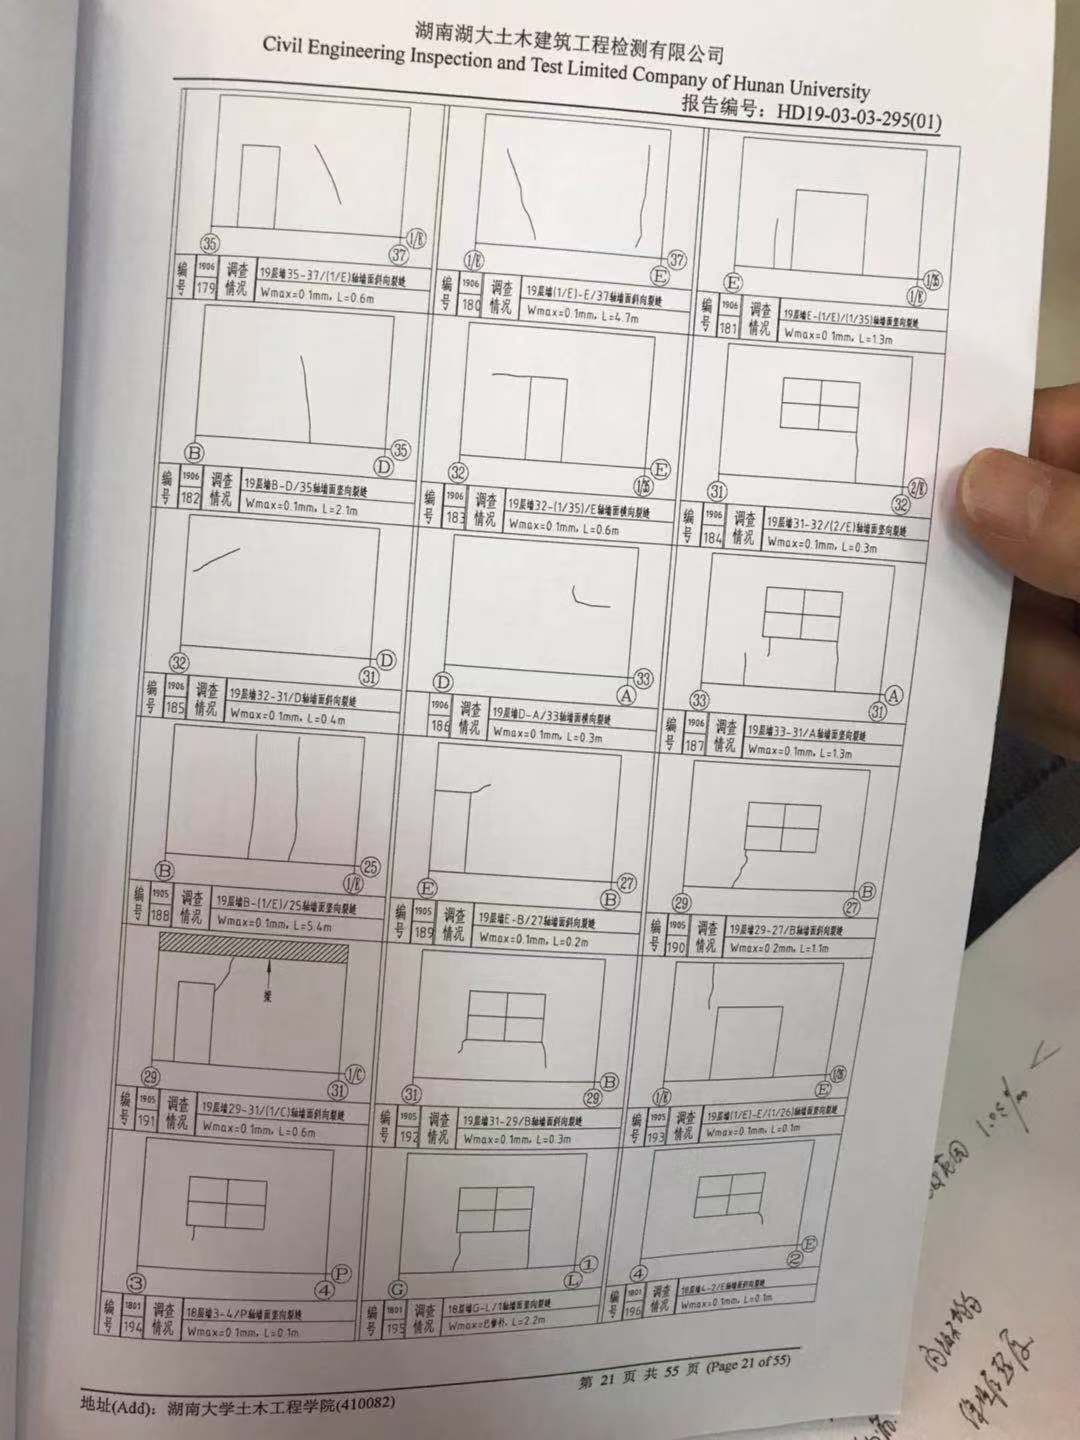 湖南湖大土木建筑工程检测有限公司
Civil Engineering Inspection and Test Limited Company of Hunan University
报告编号：HD19-03-03-295(01)
35 37 1/E
编号 1906 179 调查情况 19层墙35-37/(1/E)轴墙面斜向裂缝
Wmax=0.1mm, L=0.6m
1/E E 37
编号 1906 180 调查情况 19层墙(1/E)-E/37轴墙面斜向裂缝
Wmax=0.1mm, L=4.7m
E 1/E 1/35
编号 1906 181 调查情况 19层墙E-(1/E)/(1/35)轴墙面竖向裂缝
Wmax=0.1mm, L=1.3m
B D 35
编号 1906 182 调查情况 19层墙B-D/35轴墙面竖向裂缝
Wmax=0.1mm, L=2.1m
32 1/35 E
编号 1906 183 调查情况 19层墙32-(1/35)/E轴墙面横向裂缝
Wmax=0.1mm, L=0.6m
31 32 2/E
编号 1906 184 调查情况 19层墙31-32/(2/E)轴墙面竖向裂缝
Wmax=0.1mm, L=0.3m
32 31 D
编号 1906 185 调查情况 19层墙32-31/D轴墙面斜向裂缝
Wmax=0.1mm, L=0.4m
D A 33
1906 186 调查情况 19层墙D-A/33轴墙面横向裂缝
Wmax=0.1mm, L=0.3m
33 31 A
编号 1906 187 调查情况 19层墙33-31/A轴墙面竖向裂缝
Wmax=0.1mm, L=1.3m
B 1/E 25
编号 1905 188 调查情况 19层墙B-(1/E)/25轴墙面竖向裂缝
Wmax=0.1mm, L=5.4m
E B 27
编号 1905 189 调查情况 19层墙E-B/27轴墙面斜向裂缝
Wmax=0.1mm, L=0.2m
29 27 B
编号 1905 190 调查情况 19层墙29-27/B轴墙面斜向裂缝
Wmax=0.2mm, L=1.1m
梁
29 31 1/C
编号 1905 191 调查情况 19层墙29-31/(1/C)轴墙面斜向裂缝
Wmax=0.1mm, L=0.6m
31 29 B
编号 1905 192 调查情况 19层墙31-29/B轴墙面斜向裂缝
Wmax=0.1mm, L=0.3m
1/E E 1/26
编号 1905 193 调查情况 19层墙(1/E)-E/(1/26)轴墙面竖向裂缝
Wmax=0.1mm, L=0.1m
3 4 P
编号 1801 194 调查情况 18层墙3-4/P轴墙面竖向裂缝
Wmax=0.1mm, L=0.1m
G L 1
编号 1801 195 调查情况 18层墙G-L/1轴墙面竖向裂缝
Wmax=已修补, L=2.2m
4 2 E
编号 1801 196 调查情况 18层墙4-2/E轴墙面斜向裂缝
Wmax=0.1mm, L=0.1m
第 21 页 共 55 页 (Page 21 of 55)
地址(Add)：湖南大学土木工程学院(410082)